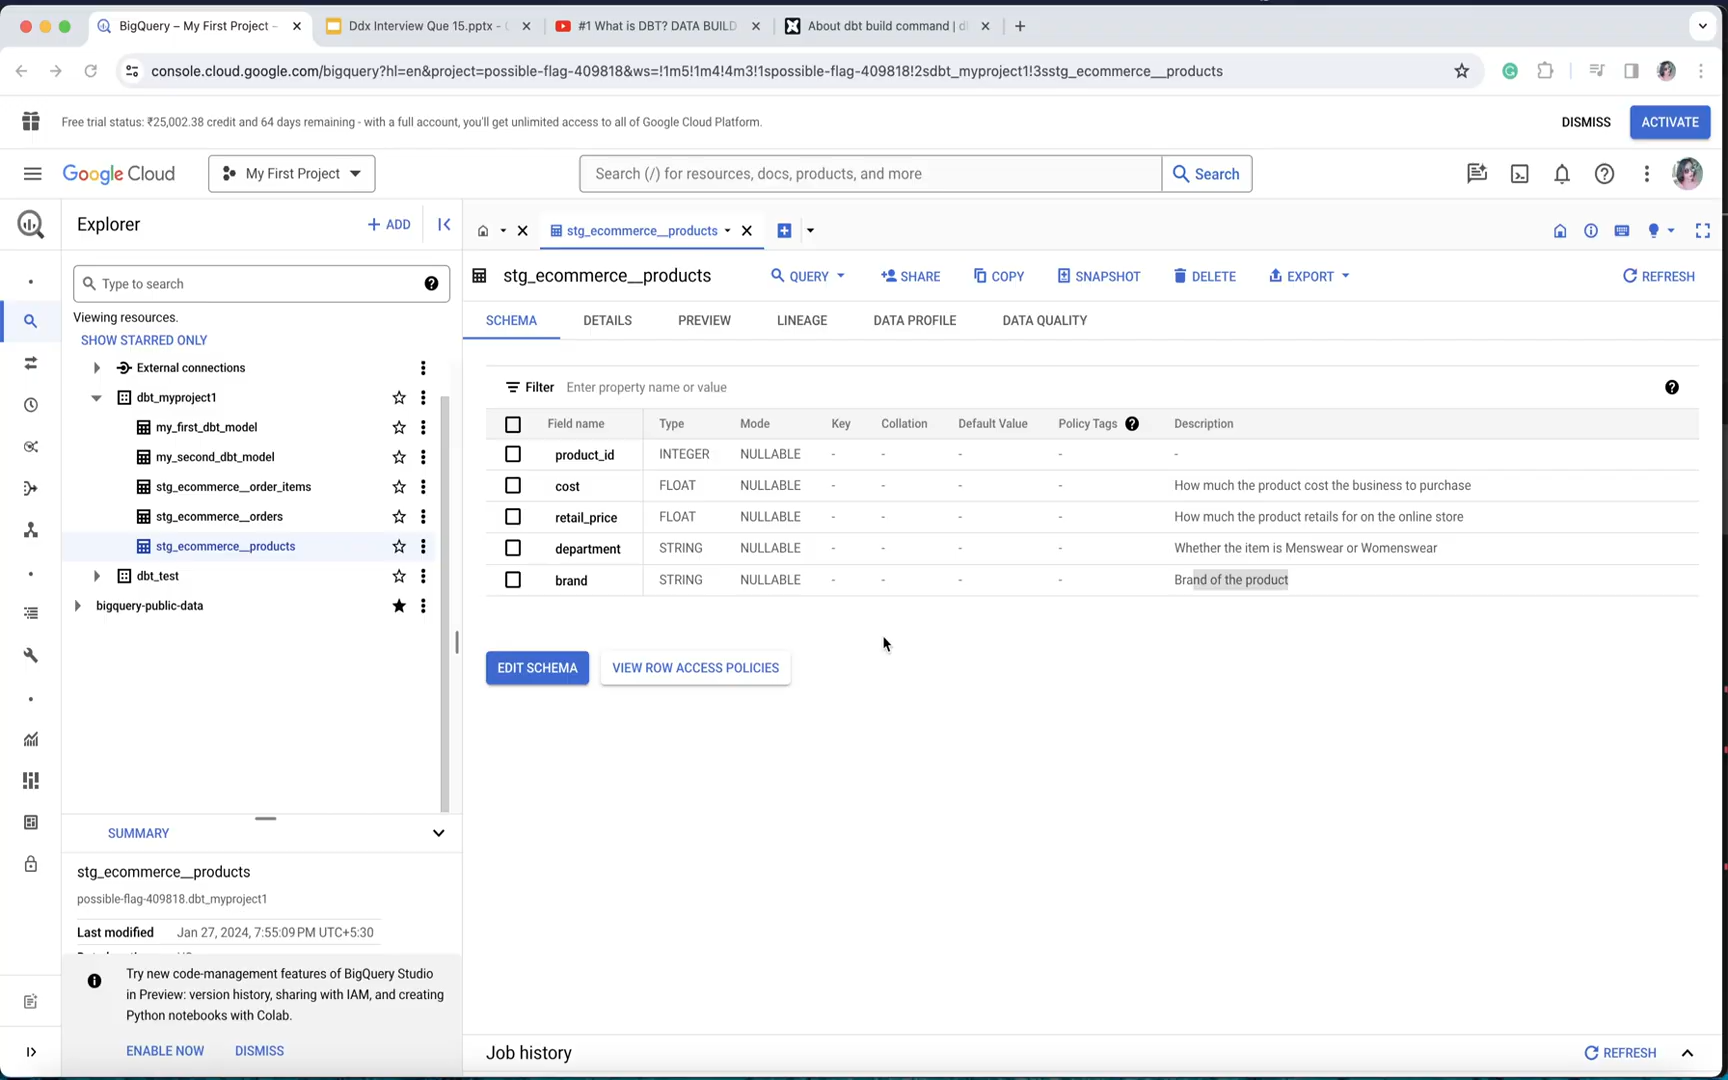 BigQuery – My First Project –
Ddx Interview Que 15.pptx - 
#1 What is DBT? DATA BUILD
About dbt build command | d
console.cloud.google.com/bigquery?hl=en&project=possible-flag-409818&ws=!1m5!1m4!4m3!1spossible-flag-409818!2sdbt_myproject1!3sstg_ecommerce__products
Free trial status: ₹25,002.38 credit and 64 days remaining - with a full account, you'll get unlimited access to all of Google Cloud Platform.
DISMISS
ACTIVATE
Google Cloud
My First Project
Search (/) for resources, docs, products, and more
Search
Explorer
+ ADD
Type to search
Viewing resources.
SHOW STARRED ONLY
External connections
dbt_myproject1
my_first_dbt_model
my_second_dbt_model
stg_ecommerce__order_items
stg_ecommerce__orders
stg_ecommerce__products
dbt_test
bigquery-public-data
SUMMARY
stg_ecommerce__products
possible-flag-409818.dbt_myproject1
Last modified Jan 27, 2024, 7:55:09 PM UTC+5:30
Try new code-management features of BigQuery Studio
in Preview: version history, sharing with IAM, and creating
Python notebooks with Colab.
ENABLE NOW DISMISS
stg_ecommerce__products
stg_ecommerce__products
QUERY SHARE COPY SNAPSHOT DELETE EXPORT REFRESH
SCHEMA DETAILS PREVIEW LINEAGE DATA PROFILE DATA QUALITY
Filter Enter property name or value
Field name Type Mode Key Collation Default Value Policy Tags Description
product_id INTEGER NULLABLE - - - - -
cost FLOAT NULLABLE - - - - How much the product cost the business to purchase
retail_price FLOAT NULLABLE - - - - How much the product retails for on the online store
department STRING NULLABLE - - - - Whether the item is Menswear or Womenswear
brand STRING NULLABLE - - - - Brand of the product
EDIT SCHEMA VIEW ROW ACCESS POLICIES
Job history
REFRESH